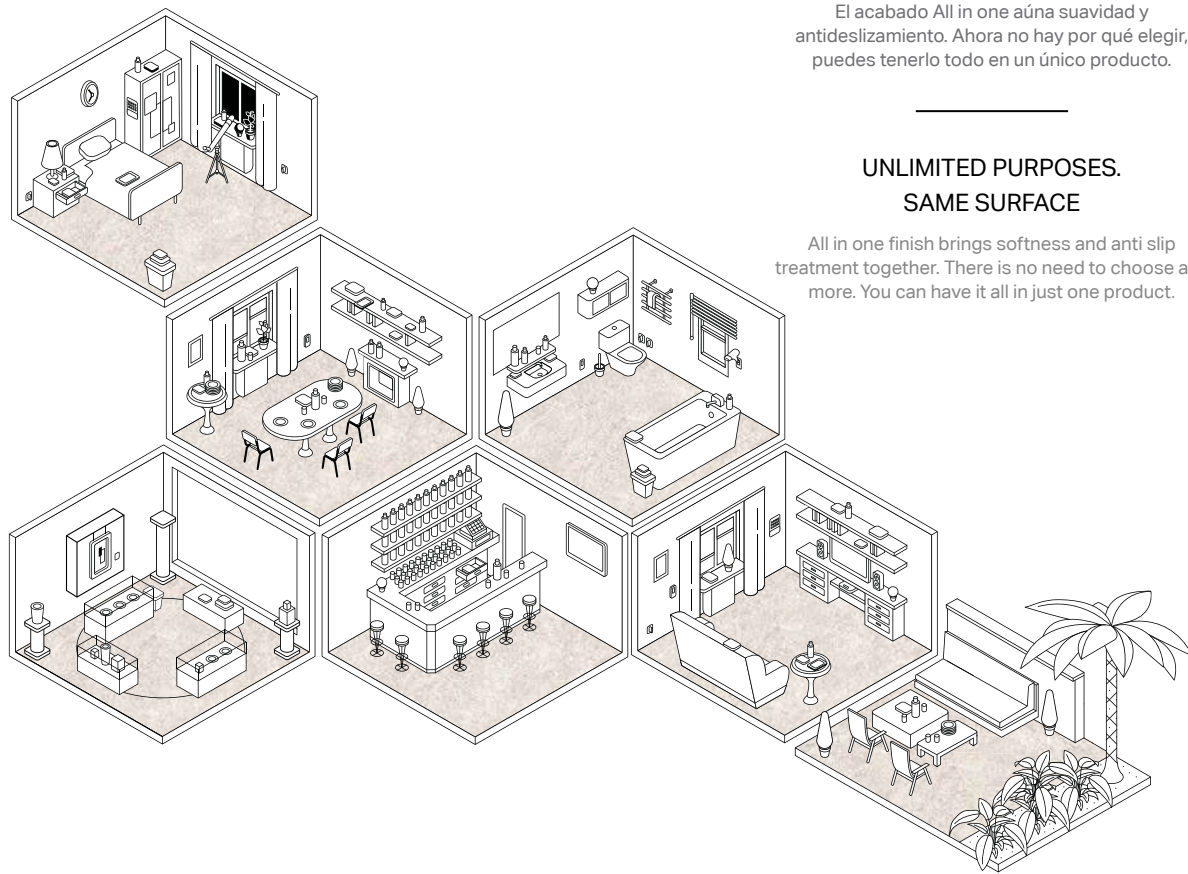 El acabado All in one aúna suavidad y
antideslizamiento. Ahora no hay por qué elegir,
puedes tenerlo todo en un único producto.
UNLIMITED PURPOSES.
SAME SURFACE
All in one finish brings softness and anti slip
treatment together. There is no need to choose a
more. You can have it all in just one product.